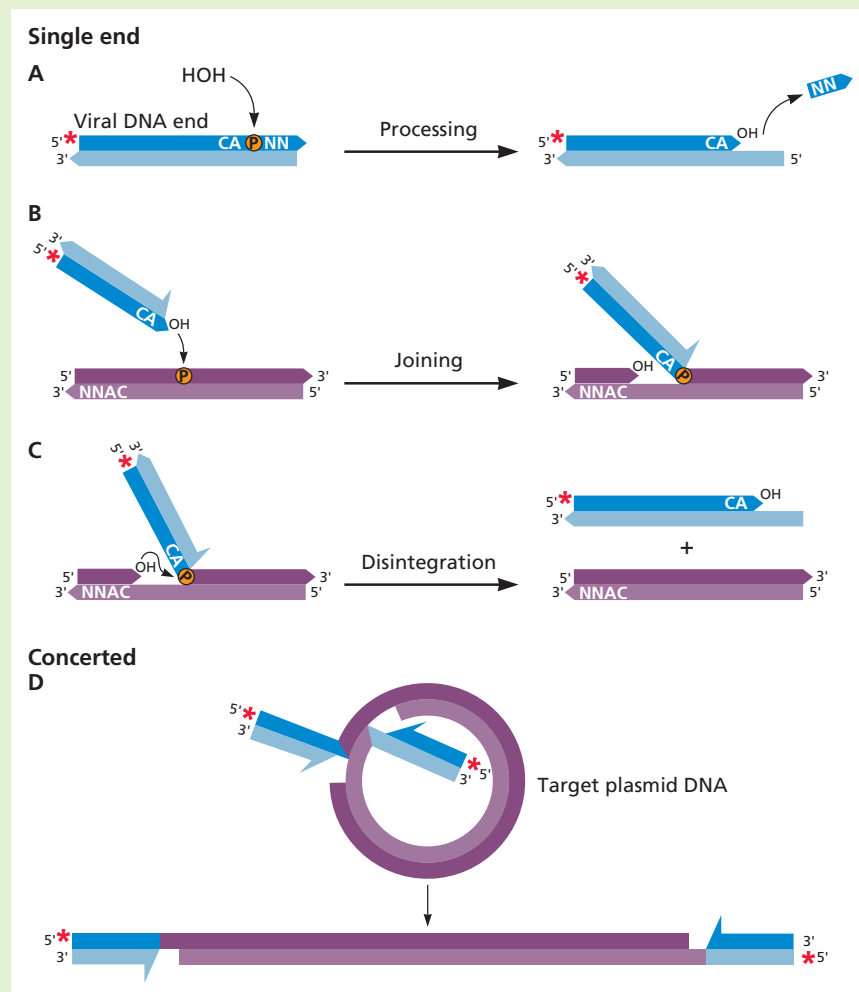 Single end
A
HOH
NN
Viral DNA end
Processing
OH
5'* CA P NN
5'* CA
3'
3' 5'
B
3'
5'*
CA OH
3'
5'*
CA
5' P 3'
Joining
5' OH P 3'
3' NNAC 5'
3' NNAC 5'
C
3'
5'*
CA
5'* CA OH
3'
Disintegration
+
5' OH P 3'
3' NNAC 5'
5' 3'
3' NNAC 5'
Concerted
D
5'*
3'
* 5'
3'
Target plasmid DNA
5'* 3'
3' *5'